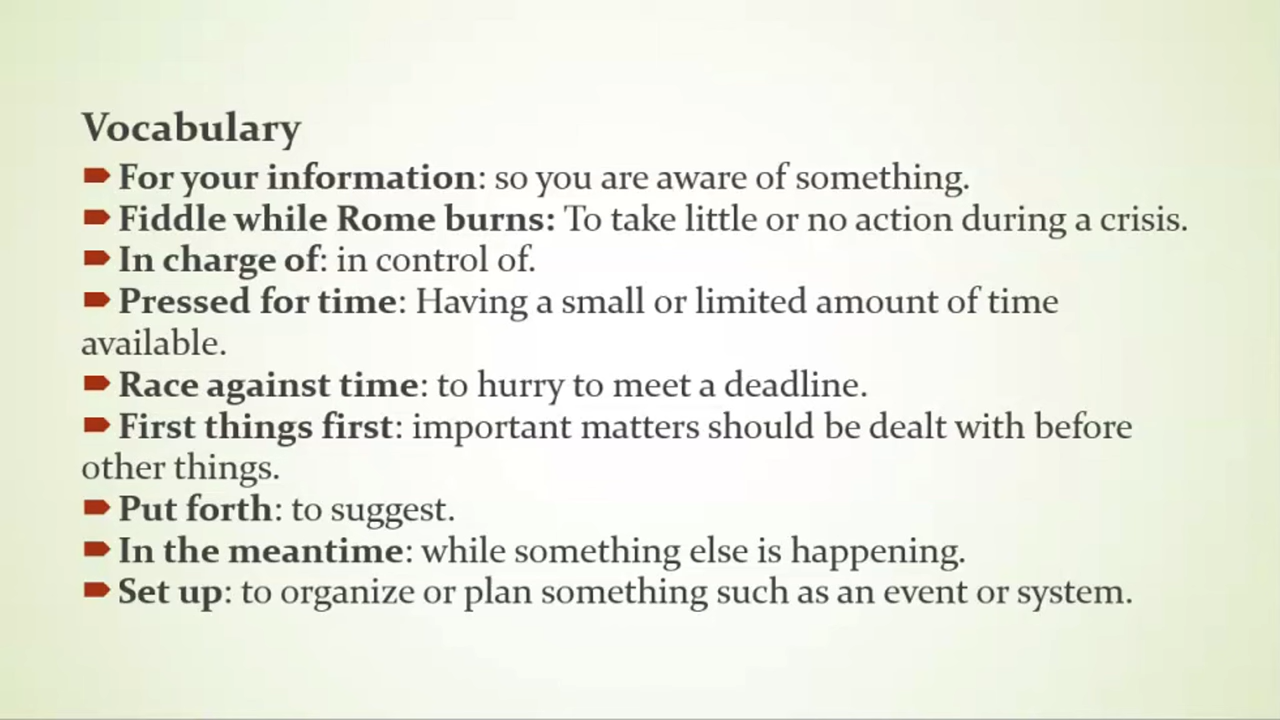 Vocabulary
For your information: so you are aware of something.
Fiddle while Rome burns: To take little or no action during a crisis.
In charge of: in control of.
Pressed for time: Having a small or limited amount of time
available.
Race against time: to hurry to meet a deadline.
First things first: important matters should be dealt with before
other things.
Put forth: to suggest.
In the meantime: while something else is happening.
Set up: to organize or plan something such as an event or system.